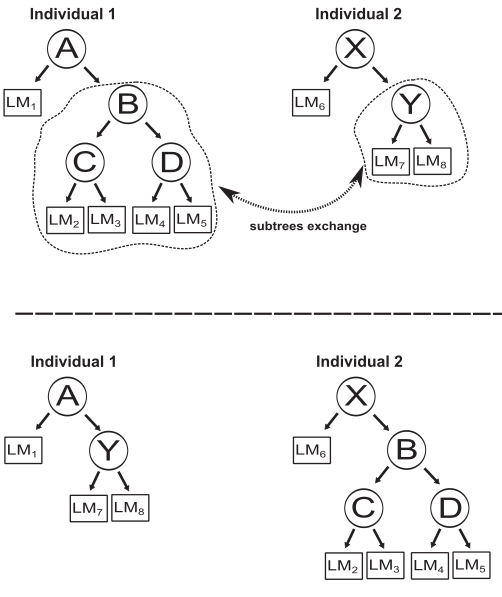 Individual 1 Individual 2
A X
LM₁ B LM₆ Y
C D LM₇ LM₈
LM₂ LM₃ LM₄ LM₅
subtrees exchange
Individual 1 Individual 2
A X
LM₁ Y LM₆ B
LM₇ LM₈ C D
LM₂ LM₃ LM₄ LM₅